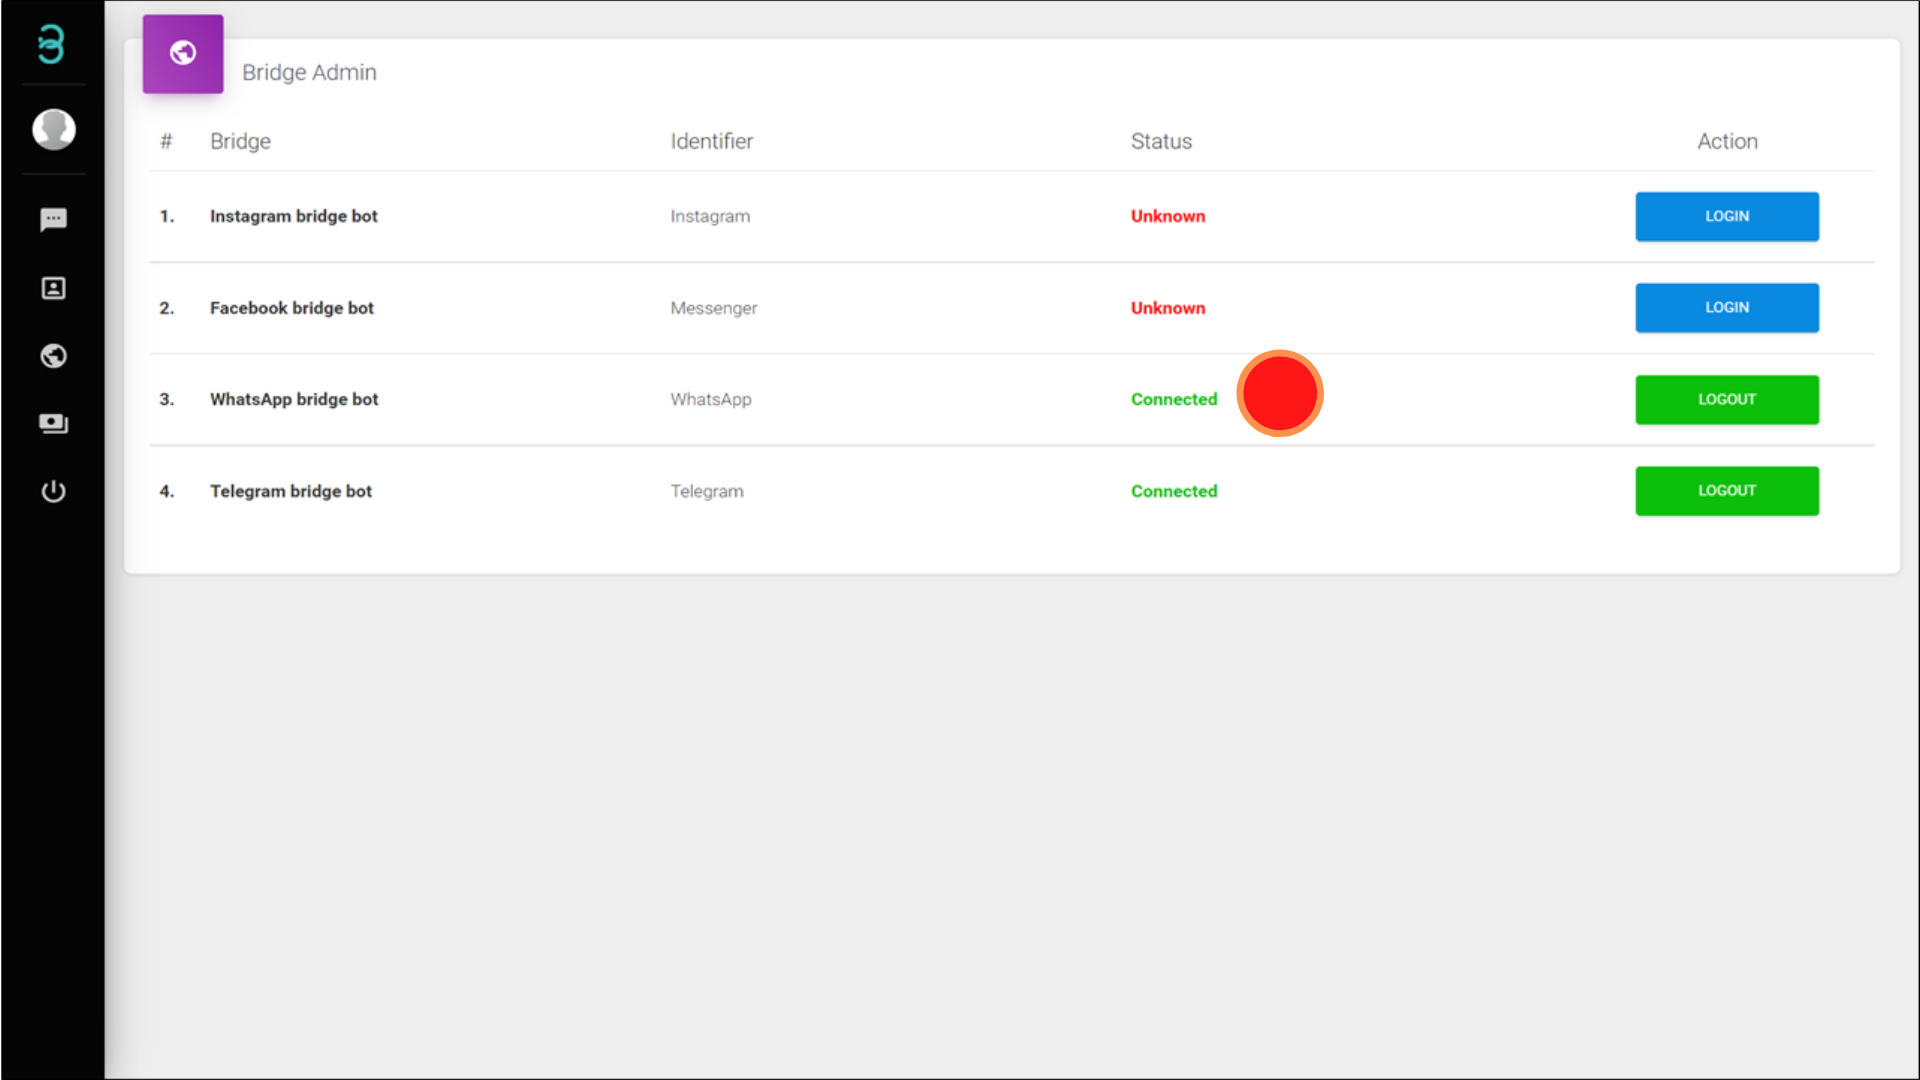 Bridge Admin
# Bridge Identifier Status Action
1. Instagram bridge bot Instagram Unknown LOGIN
2. Facebook bridge bot Messenger Unknown LOGIN
3. WhatsApp bridge bot WhatsApp Connected LOGOUT
4. Telegram bridge bot Telegram Connected LOGOUT